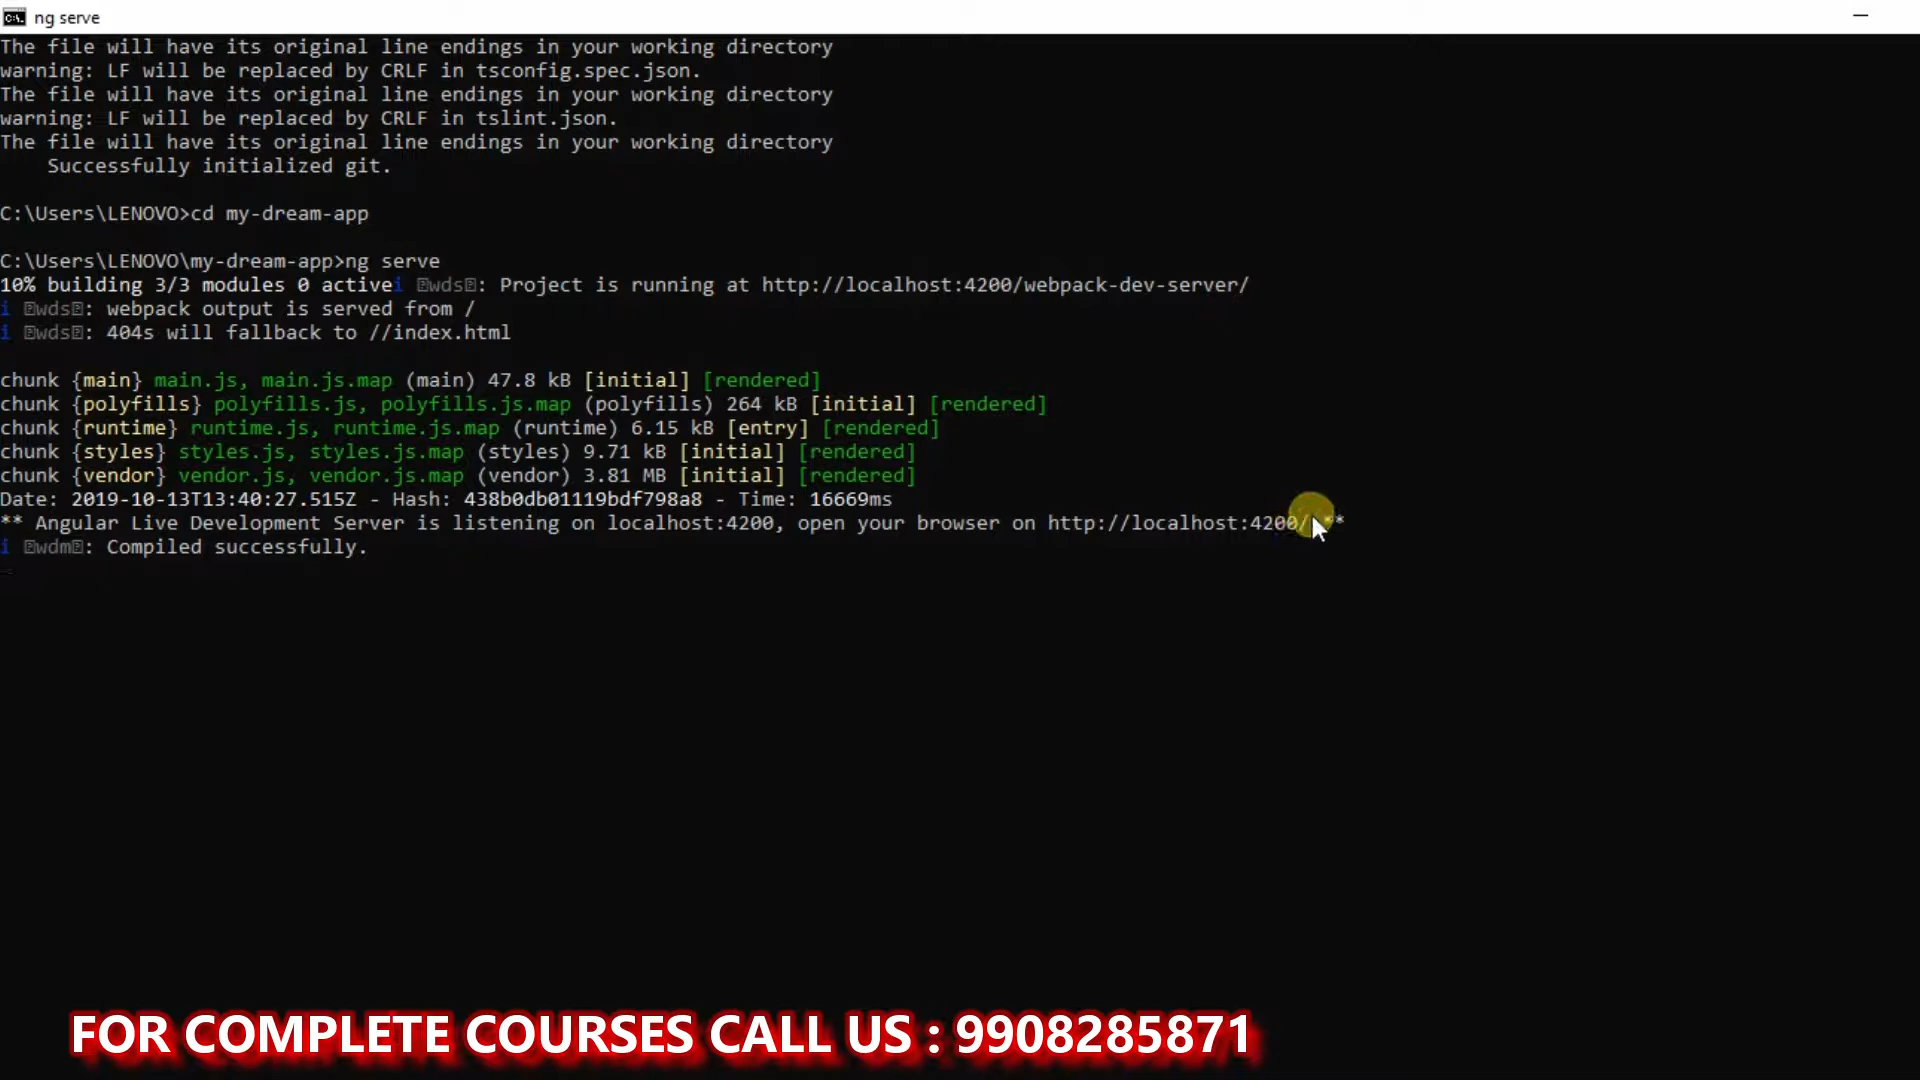 ng serve
The file will have its original line endings in your working directory
warning: LF will be replaced by CRLF in tsconfig.spec.json.
The file will have its original line endings in your working directory
warning: LF will be replaced by CRLF in tslint.json.
The file will have its original line endings in your working directory
    Successfully initialized git.
C:\Users\LENOVO>cd my-dream-app
C:\Users\LENOVO\my-dream-app>ng serve
10% building 3/3 modules 0 activei ⍰wds⍰: Project is running at http://localhost:4200/webpack-dev-server/
i ⍰wds⍰: webpack output is served from /
i ⍰wds⍰: 404s will fallback to //index.html
chunk {main} main.js, main.js.map (main) 47.8 kB [initial] [rendered]
chunk {polyfills} polyfills.js, polyfills.js.map (polyfills) 264 kB [initial] [rendered]
chunk {runtime} runtime.js, runtime.js.map (runtime) 6.15 kB [entry] [rendered]
chunk {styles} styles.js, styles.js.map (styles) 9.71 kB [initial] [rendered]
chunk {vendor} vendor.js, vendor.js.map (vendor) 3.81 MB [initial] [rendered]
Date: 2019-10-13T13:40:27.515Z - Hash: 438b0db01119bdf798a8 - Time: 16669ms
** Angular Live Development Server is listening on localhost:4200, open your browser on http://localhost:4200/ **
i ⍰wdm⍰: Compiled successfully.
FOR COMPLETE COURSES CALL US : 9908285871